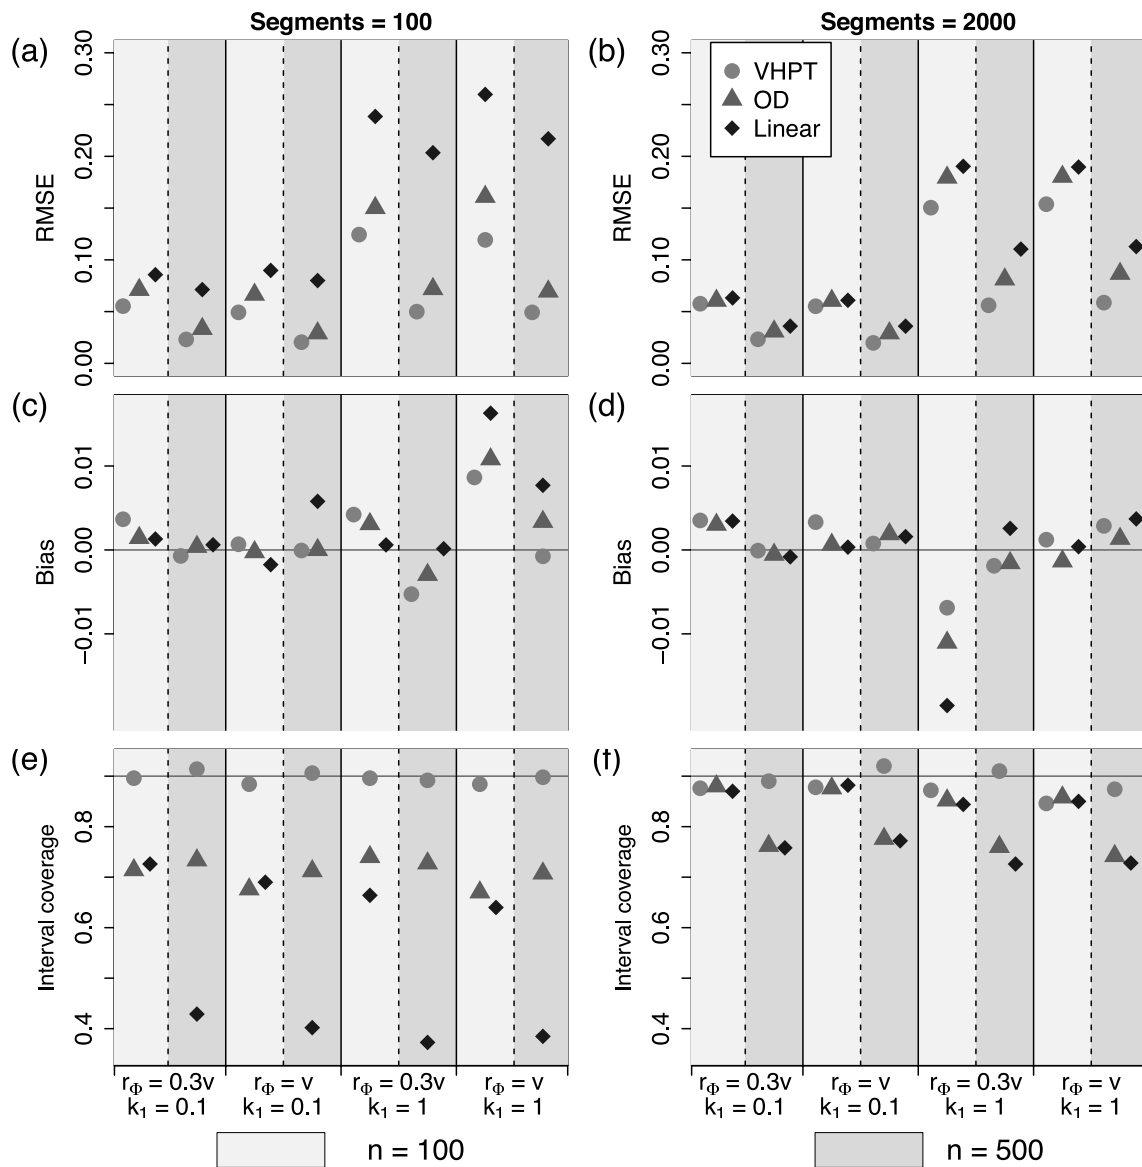 Segments = 100
Segments = 2000
(a)
RMSE
0.00
0.10
0.20
0.30
(b)
RMSE
0.00
0.10
0.20
0.30
VHPT
OD
Linear
(c)
Bias
−0.01
0.00
0.01
(d)
Bias
−0.01
0.00
0.01
(e)
Interval coverage
0.4
0.6
0.8
(f)
Interval coverage
0.4
0.6
0.8
rΦ = 0.3v
k1 = 0.1
rΦ = v
k1 = 0.1
rΦ = 0.3v
k1 = 1
rΦ = v
k1 = 1
rΦ = 0.3v
k1 = 0.1
rΦ = v
k1 = 0.1
rΦ = 0.3v
k1 = 1
rΦ = v
k1 = 1
n = 100
n = 500